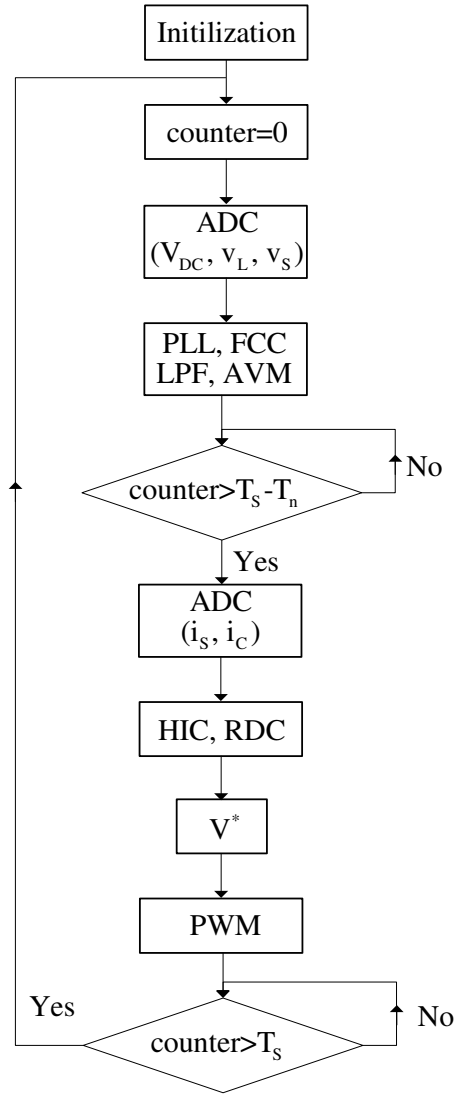 Initilization
counter=0
ADC
(V_DC, v_L, v_S)
PLL, FCC
LPF, AVM
No
counter>T_S-T_n
Yes
ADC
(i_S, i_C)
HIC, RDC
V*
PWM
Yes
No
counter>T_S